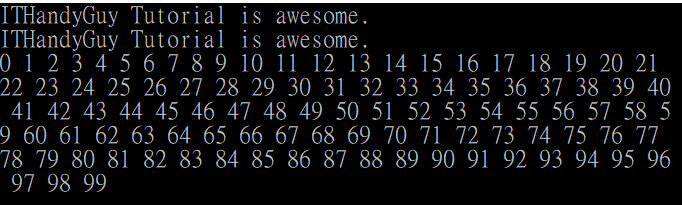 ITHandyGuy Tutorial is awesome.
ITHandyGuy Tutorial is awesome.
0 1 2 3 4 5 6 7 8 9 10 11 12 13 14 15 16 17 18 19 20 21
22 23 24 25 26 27 28 29 30 31 32 33 34 35 36 37 38 39 40
 41 42 43 44 45 46 47 48 49 50 51 52 53 54 55 56 57 58 5
9 60 61 62 63 64 65 66 67 68 69 70 71 72 73 74 75 76 77
78 79 80 81 82 83 84 85 86 87 88 89 90 91 92 93 94 95 96
 97 98 99